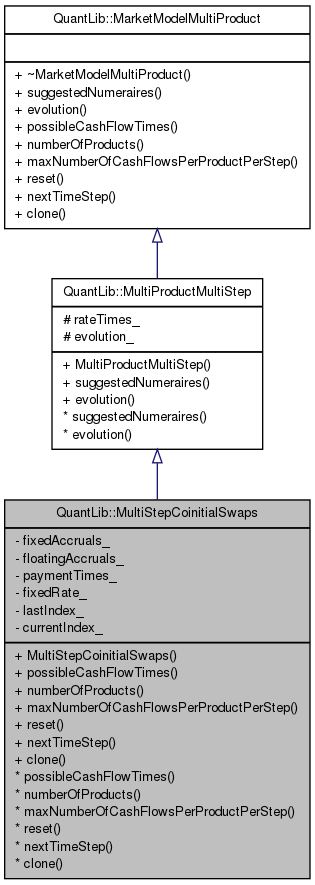 QuantLib::MarketModelMultiProduct
+ ~MarketModelMultiProduct()
+ suggestedNumeraires()
+ evolution()
+ possibleCashFlowTimes()
+ numberOfProducts()
+ maxNumberOfCashFlowsPerProductPerStep()
+ reset()
+ nextTimeStep()
+ clone()
QuantLib::MultiProductMultiStep
# rateTimes_
# evolution_
+ MultiProductMultiStep()
+ suggestedNumeraires()
+ evolution()
* suggestedNumeraires()
* evolution()
QuantLib::MultiStepCoinitialSwaps
- fixedAccruals_
- floatingAccruals_
- paymentTimes_
- fixedRate_
- lastIndex_
- currentIndex_
+ MultiStepCoinitialSwaps()
+ possibleCashFlowTimes()
+ numberOfProducts()
+ maxNumberOfCashFlowsPerProductPerStep()
+ reset()
+ nextTimeStep()
+ clone()
* possibleCashFlowTimes()
* numberOfProducts()
* maxNumberOfCashFlowsPerProductPerStep()
* reset()
* nextTimeStep()
* clone()